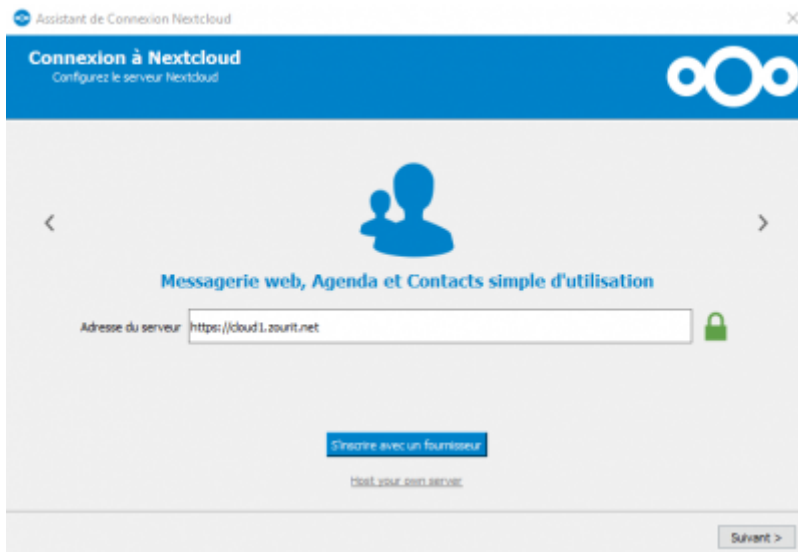 Assistant de Connexion Nextcloud
Connexion à Nextcloud
Configurez le serveur Nextcloud
Messagerie web, Agenda et Contacts simple d'utilisation
Adresse du serveur https://cloud1.zourit.net
S'inscrire avec un fournisseur
Host your own server
Suivant >